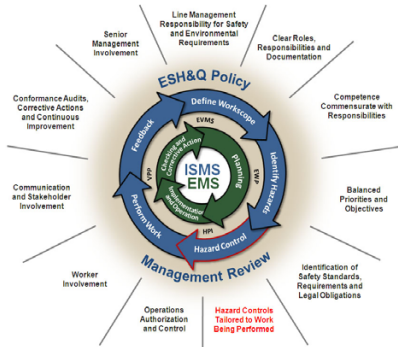 Line Management
Responsibility for Safety
and Environmental
Requirements
Senior
Management
Involvement
Clear Roles,
Responsibilities and
Documentation
Conformance Audits,
Corrective Actions
and Continuous
Improvement
Competence
Commensurate with
Responsibilities
ESH&Q Policy
Define Workscope
EVMS
Feedback
Checking and
Corrective Action
Planning
Identify Hazards
ISMS
EMS
VPP
EWP
Implementation
and Operation
Perform Work
HPI
Hazard Control
Management Review
Communication
and Stakeholder
Involvement
Balanced
Priorities and
Objectives
Worker
Involvement
Identification of
Safety Standards,
Requirements and
Legal Obligations
Operations
Authorization
and Control
Hazard Controls
Tailored to Work
Being Performed